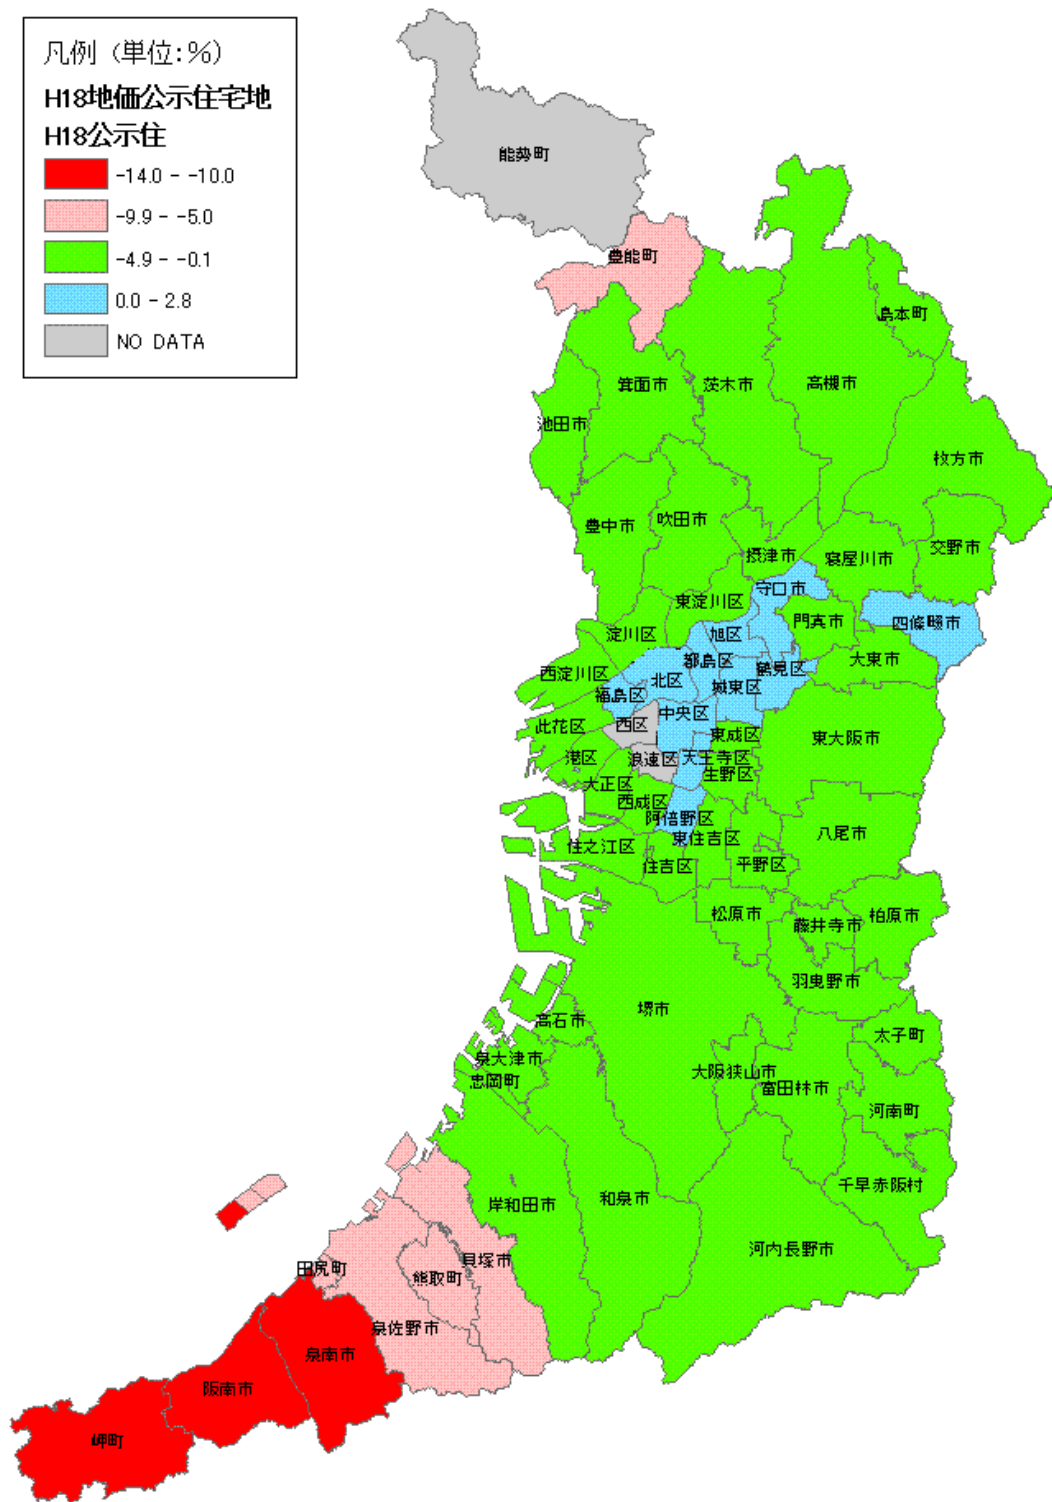 凡例 (単位:%)
H18地価公示住宅地
H18公示住
-14.0 - -10.0
-9.9 - -5.0
-4.9 - -0.1
0.0 - 2.8
NO DATA
能勢町
豊能町
島本町
箕面市
茨木市
高槻市
池田市
枚方市
豊中市
吹田市
摂津市
寝屋川市
交野市
守口市
東淀川区
門真市
四條畷市
淀川区
旭区
都島区
鶴見区
大東市
西淀川区
北区
城東区
福島区
中央区
西区
此花区
東成区
東大阪市
港区
浪速区
天王寺区
生野区
大正区
西成区
阿倍野区
八尾市
住之江区
東住吉区
住吉区
平野区
松原市
藤井寺市
柏原市
羽曳野市
堺市
高石市
太子町
泉大津市
忠岡町
大阪狭山市
富田林市
河南町
千早赤阪村
岸和田市
和泉市
河内長野市
貝塚市
田尻町
熊取町
泉佐野市
泉南市
阪南市
岬町